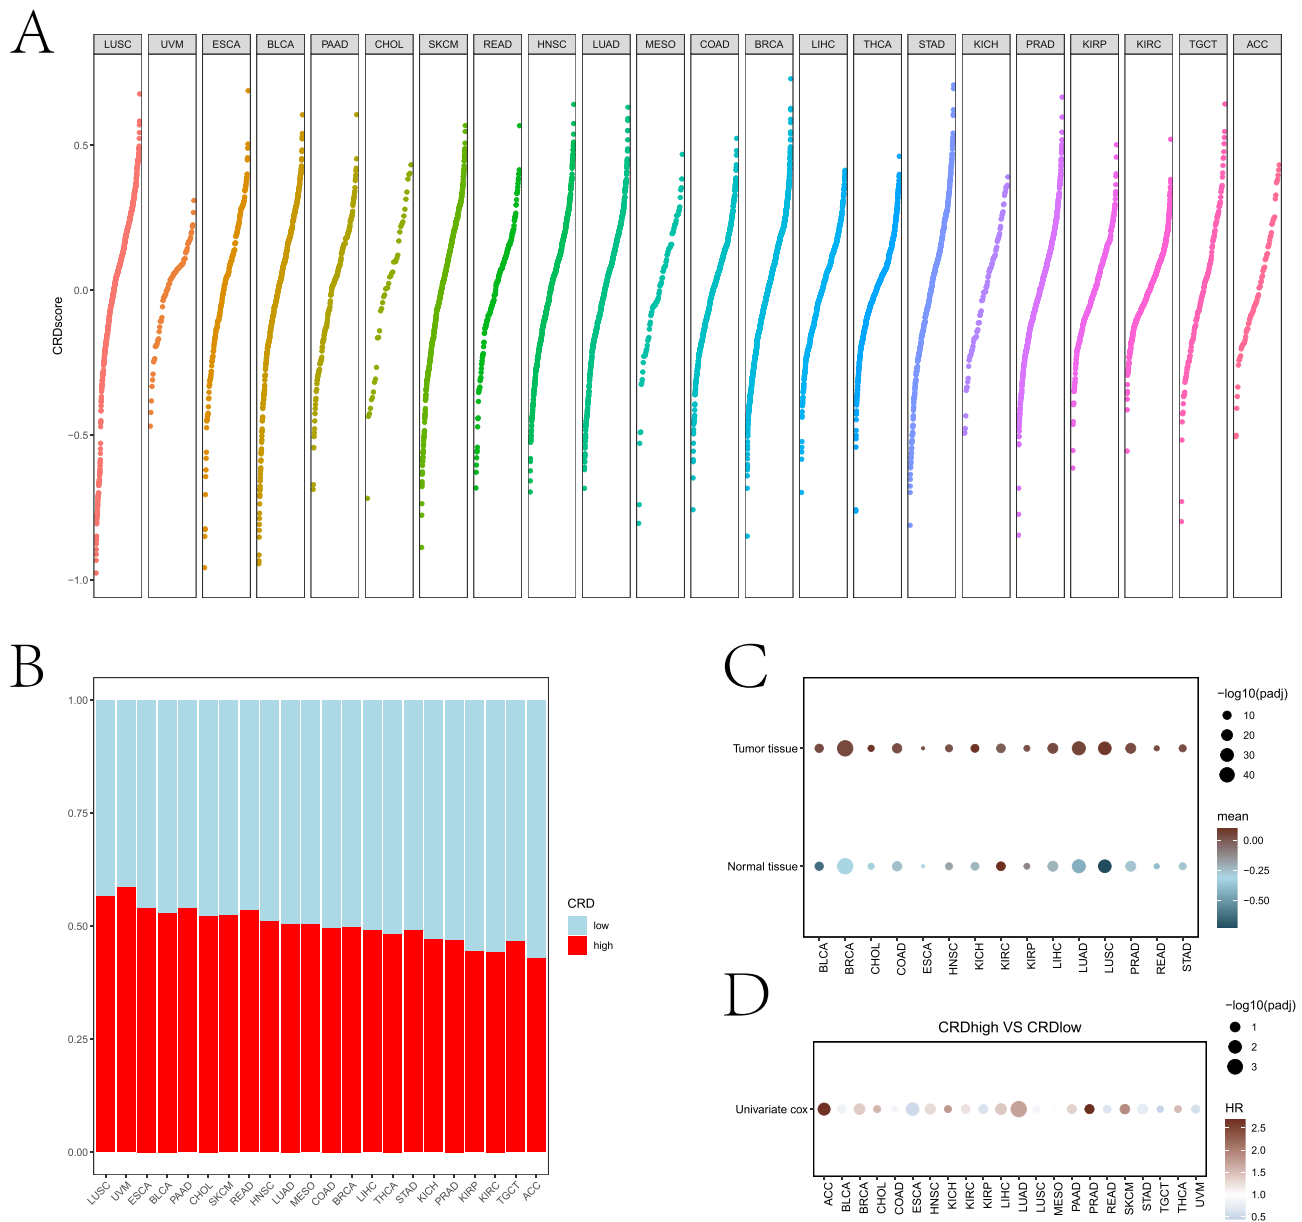 A
LUSC UVM ESCA BLCA PAAD CHOL SKCM READ HNSC LUAD MESO COAD BRCA LIHC THCA STAD KICH PRAD KIRP KIRC TGCT ACC
CRDscore
0.5
0.0
−0.5
−1.0
B
1.00
0.75
0.50
0.25
0.00
LUSC UVM ESCA BLCA PAAD CHOL SKCM READ HNSC LUAD MESO COAD BRCA LIHC THCA STAD KICH PRAD KIRP KIRC TGCT ACC
CRD
low
high
C
Tumor tissue
Normal tissue
BLCA BRCA CHOL COAD ESCA HNSC KICH KIRC KIRP LIHC LUAD LUSC PRAD READ STAD
−log10(padj)
10
20
30
40
mean
0.00
−0.25
−0.50
D
CRDhigh VS CRDlow
Univariate cox
ACC BLCA BRCA CHOL COAD ESCA HNSC KICH KIRC KIRP LIHC LUAD LUSC MESO PAAD PRAD READ SKCM STAD TGCT THCA UVM
−log10(padj)
1
2
3
HR
2.5
2.0
1.5
1.0
0.5